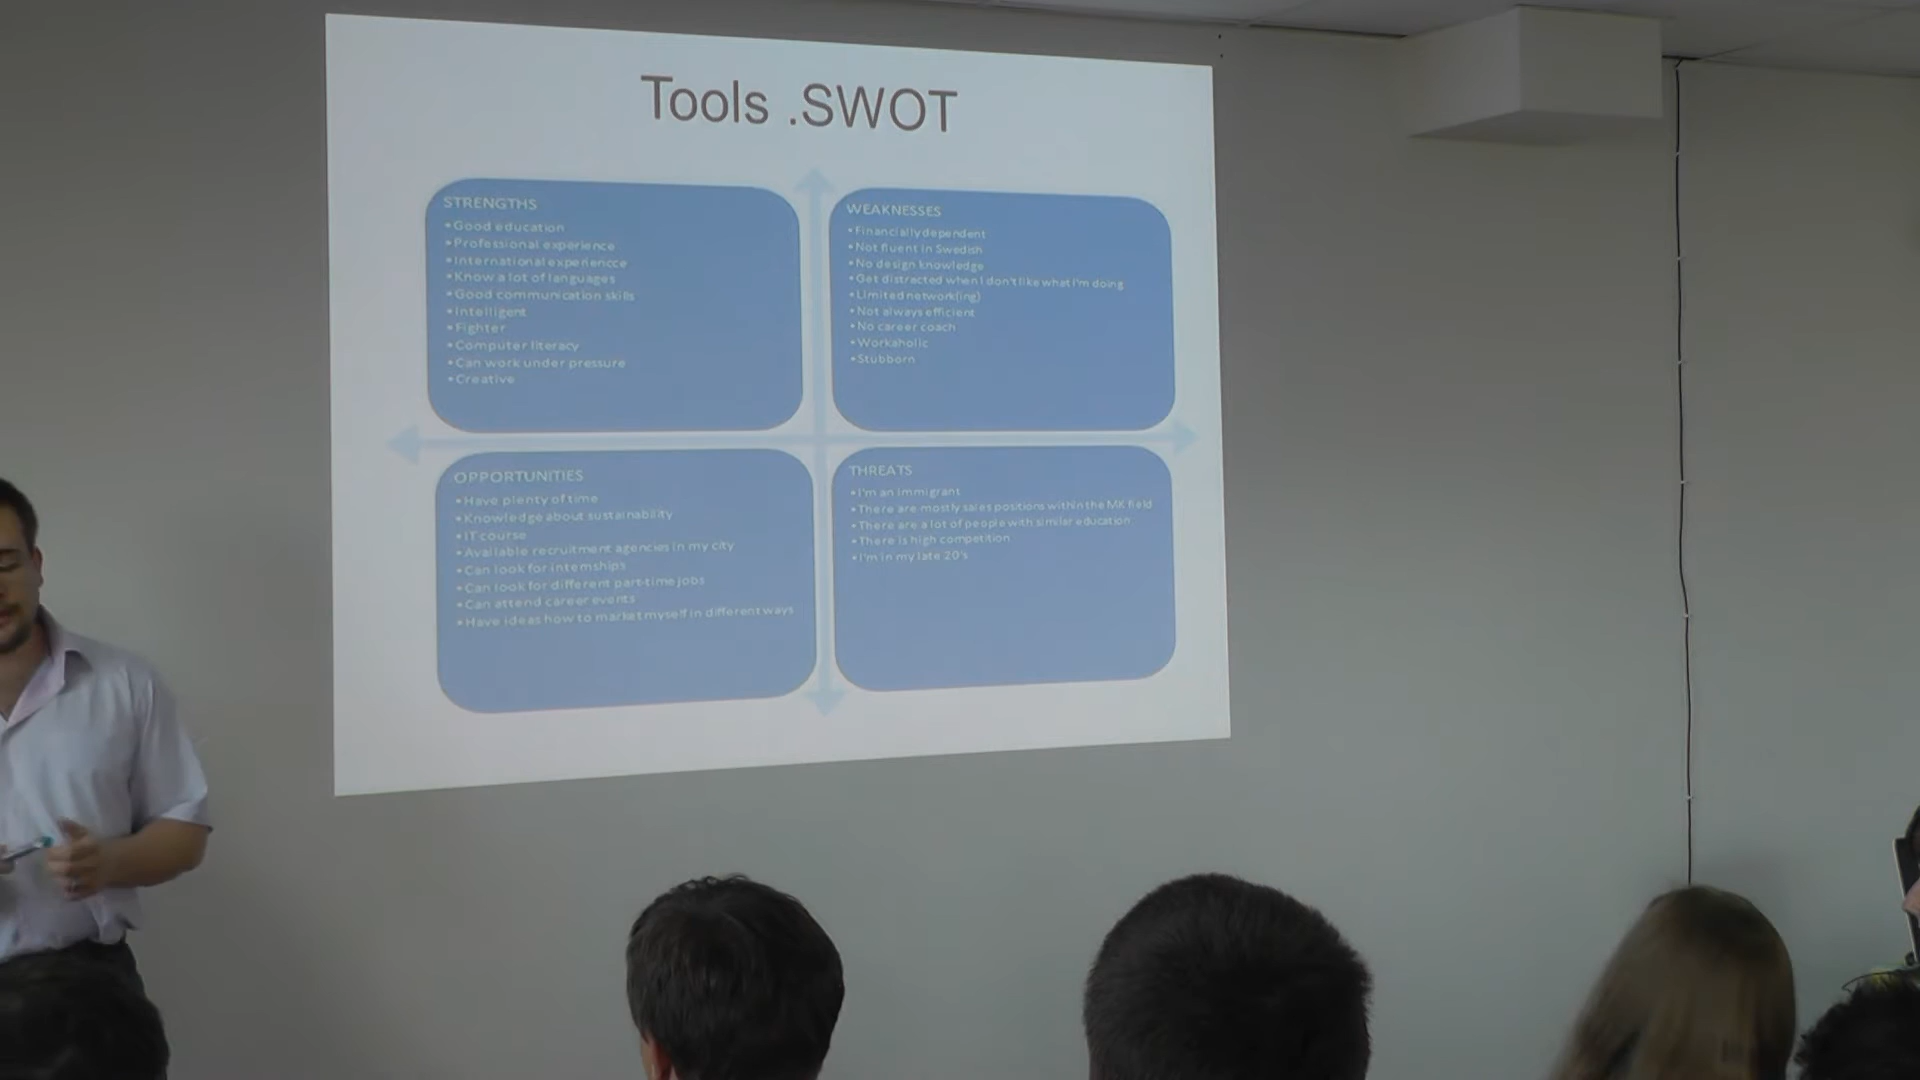 Tools .SWOT
STRENGTHS
•Good education
•Professional experience
•International experiencce
•Know a lot of languages
•Good communication skills
•Intelligent
•Fighter
•Computer literacy
•Can work under pressure
•Creative
WEAKNESSES
•Financially dependent
•Not fluent in Swedish
•No design knowledge
•Get distracted when I don't like what I'm doing
•Limited network(ing)
•Not always efficient
•No career coach
•Workaholic
•Stubborn
OPPORTUNITIES
•Have plenty of time
•Knowledge about sustainability
•IT course
•Available recruitment agencies in my city
•Can look for internships
•Can look for different part-time jobs
•Can attend career events
•Have ideas how to market myself in different ways
THREATS
•I'm an immigrant
•There are mostly sales positions within the MK field
•There are a lot of people with similar education
•There is high competition
•I'm in my late 20's